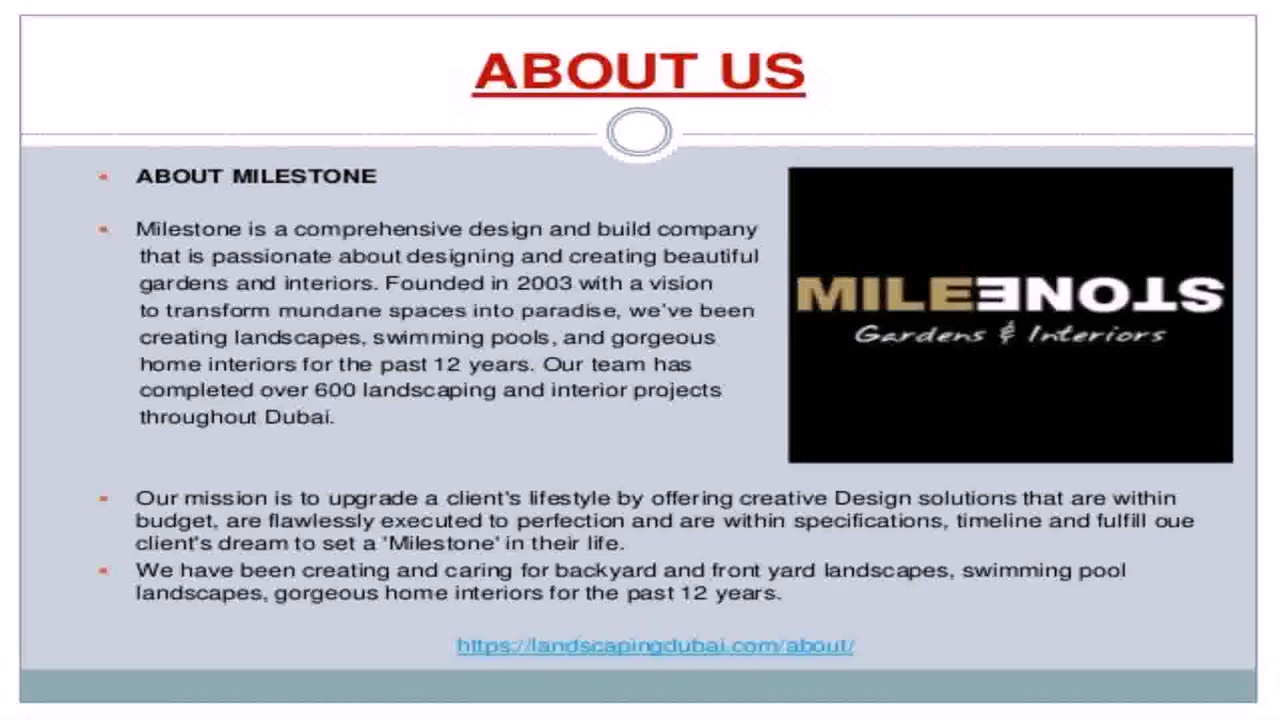 ABOUT US
ABOUT MILESTONE
Milestone is a comprehensive design and build company
that is passionate about designing and creating beautiful
gardens and interiors. Founded in 2003 with a vision
to transform mundane spaces into paradise, we've been
creating landscapes, swimming pools, and gorgeous
home interiors for the past 12 years. Our team has
completed over 600 landscaping and interior projects
throughout Dubai.
MILESTONE
Gardens & Interiors
Our mission is to upgrade a client's lifestyle by offering creative Design solutions that are within
budget, are flawlessly executed to perfection and are within specifications, timeline and fulfill oue
client's dream to set a 'Milestone' in their life.
We have been creating and caring for backyard and front yard landscapes, swimming pool
landscapes, gorgeous home interiors for the past 12 years.
https://landscapingdubai.com/about/